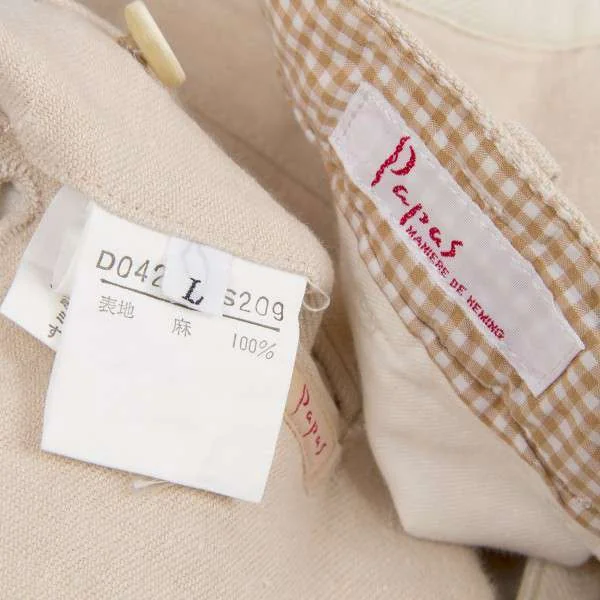 Papas
MANIERE DE HEMING
D042
L
S209
表地 麻 100%
Papas